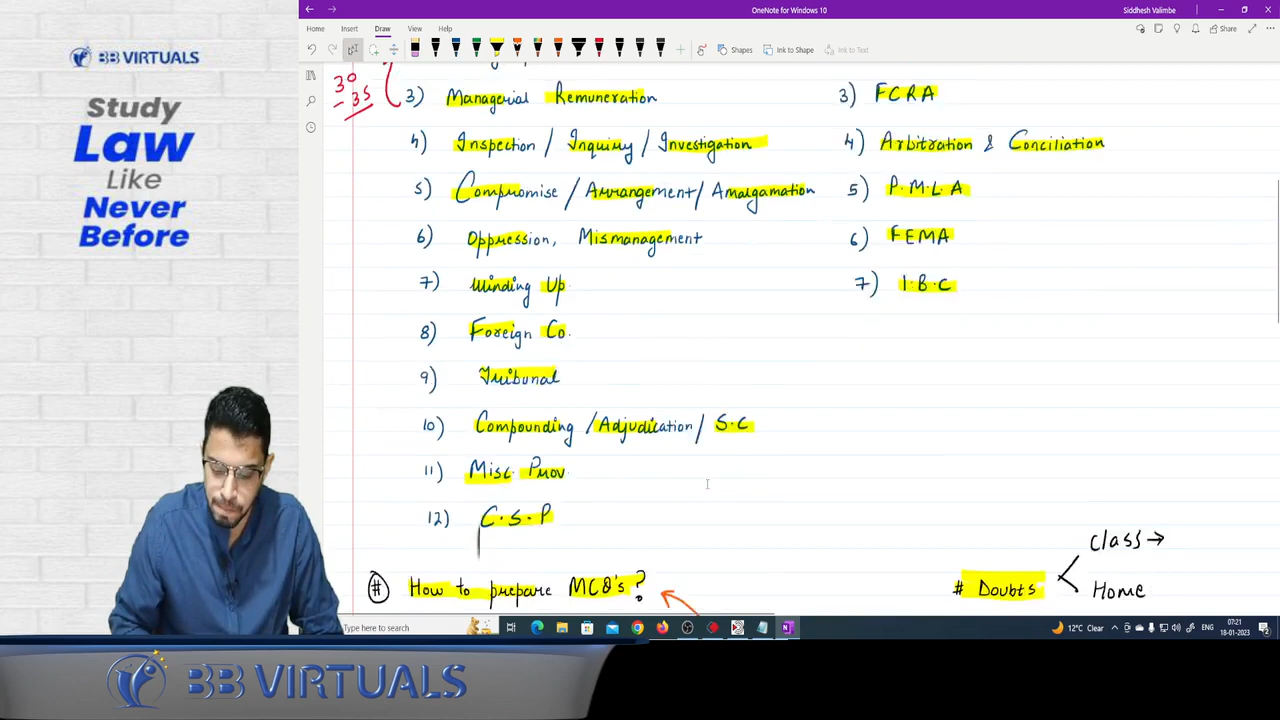 OneNote for Windows 10
Siddhesh Valimbe
Home Insert Draw View Help
Shapes Ink to Shape Ink to Text Share
BB VIRTUALS
Study
Law
Like
Never
Before
30
- 35
3) Managerial Remuneration
4) Inspection / Inquiry / Investigation
5) Compromise / Arrangement / Amalgamation
6) Oppression, Mismanagement
7) Winding Up
8) Foreign Co.
9) Tribunal
10) Compounding / Adjudication / S.C
11) Misc. Prov.
12) C.S.P
3) FCRA
4) Arbitration & Conciliation
5) P.M.L.A
6) FEMA
7) I.B.C
# How to prepare MCQ's ?
# Doubts
Class →
Home
Type here to search
12°C Clear
ENG
07:21
18-01-2023
2
BB VIRTUALS